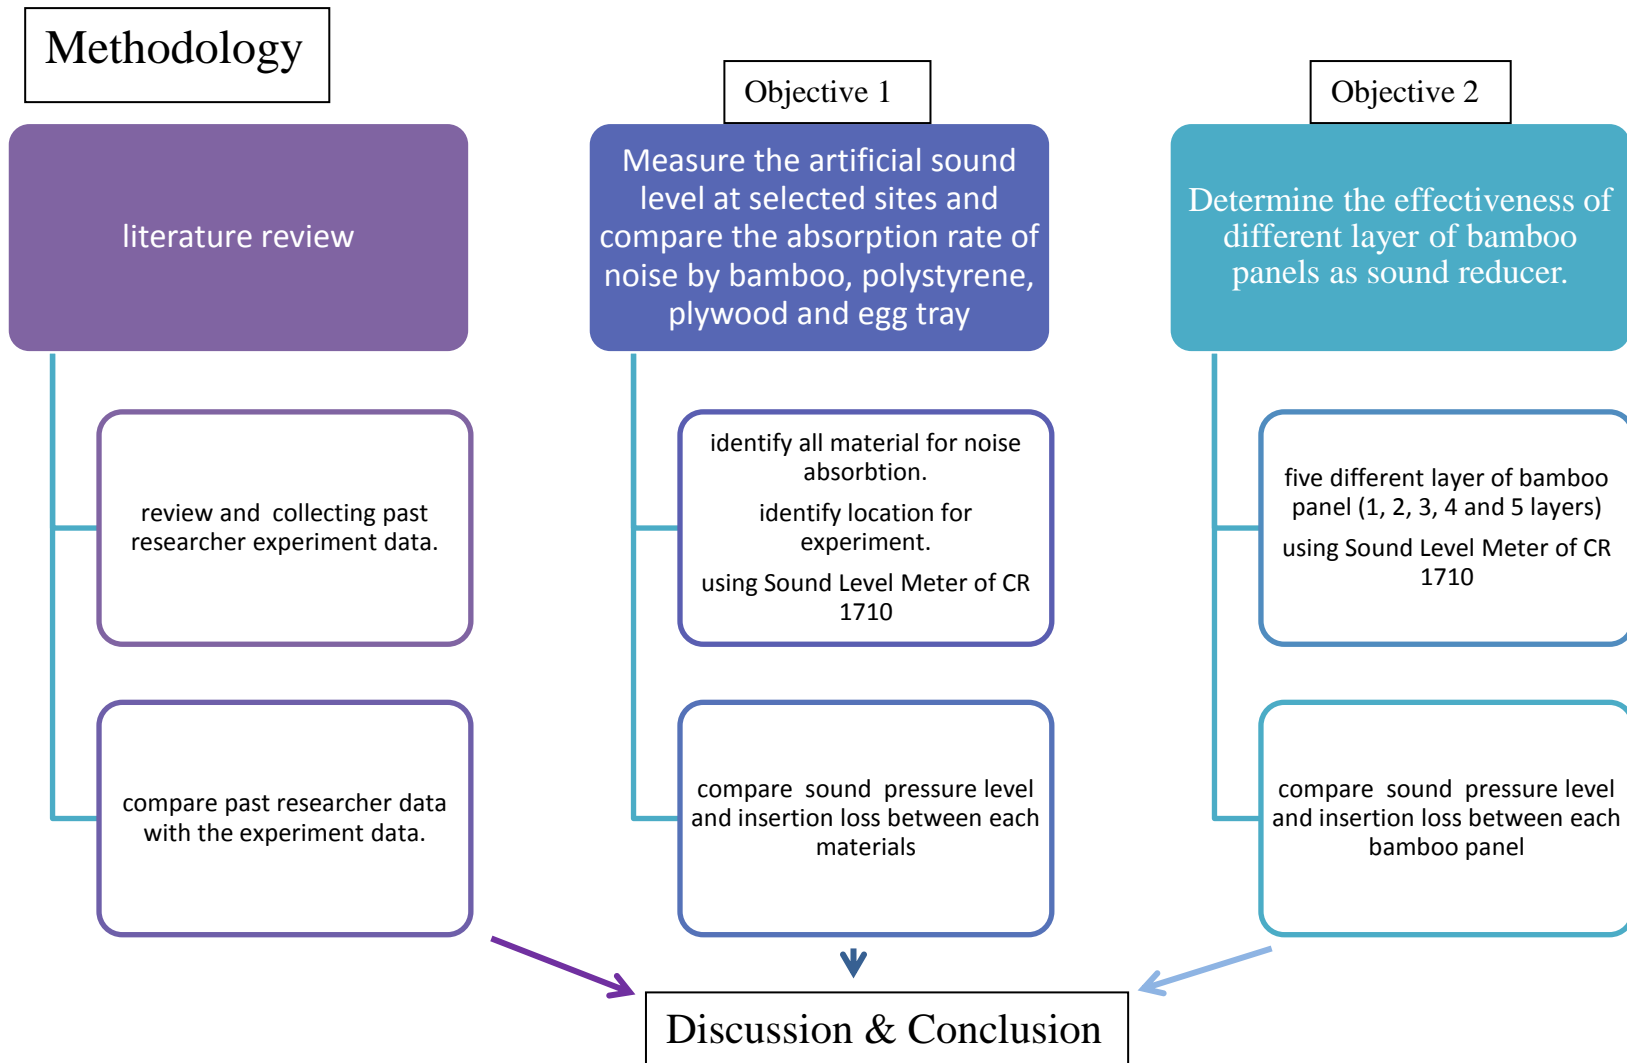 Methodology
literature review
review and collecting past
researcher experiment data.
compare past researcher data
with the experiment data.
Objective 1
Measure the artificial sound
level at selected sites and
compare the absorption rate of
noise by bamboo, polystyrene,
plywood and egg tray
identify all material for noise
absorbtion.
identify location for
experiment.
using Sound Level Meter of CR
1710
compare sound pressure level
and insertion loss between each
materials
Objective 2
Determine the effectiveness of
different layer of bamboo
panels as sound reducer.
five different layer of bamboo
panel (1, 2, 3, 4 and 5 layers)
using Sound Level Meter of CR
1710
compare sound pressure level
and insertion loss between each
bamboo panel
Discussion & Conclusion